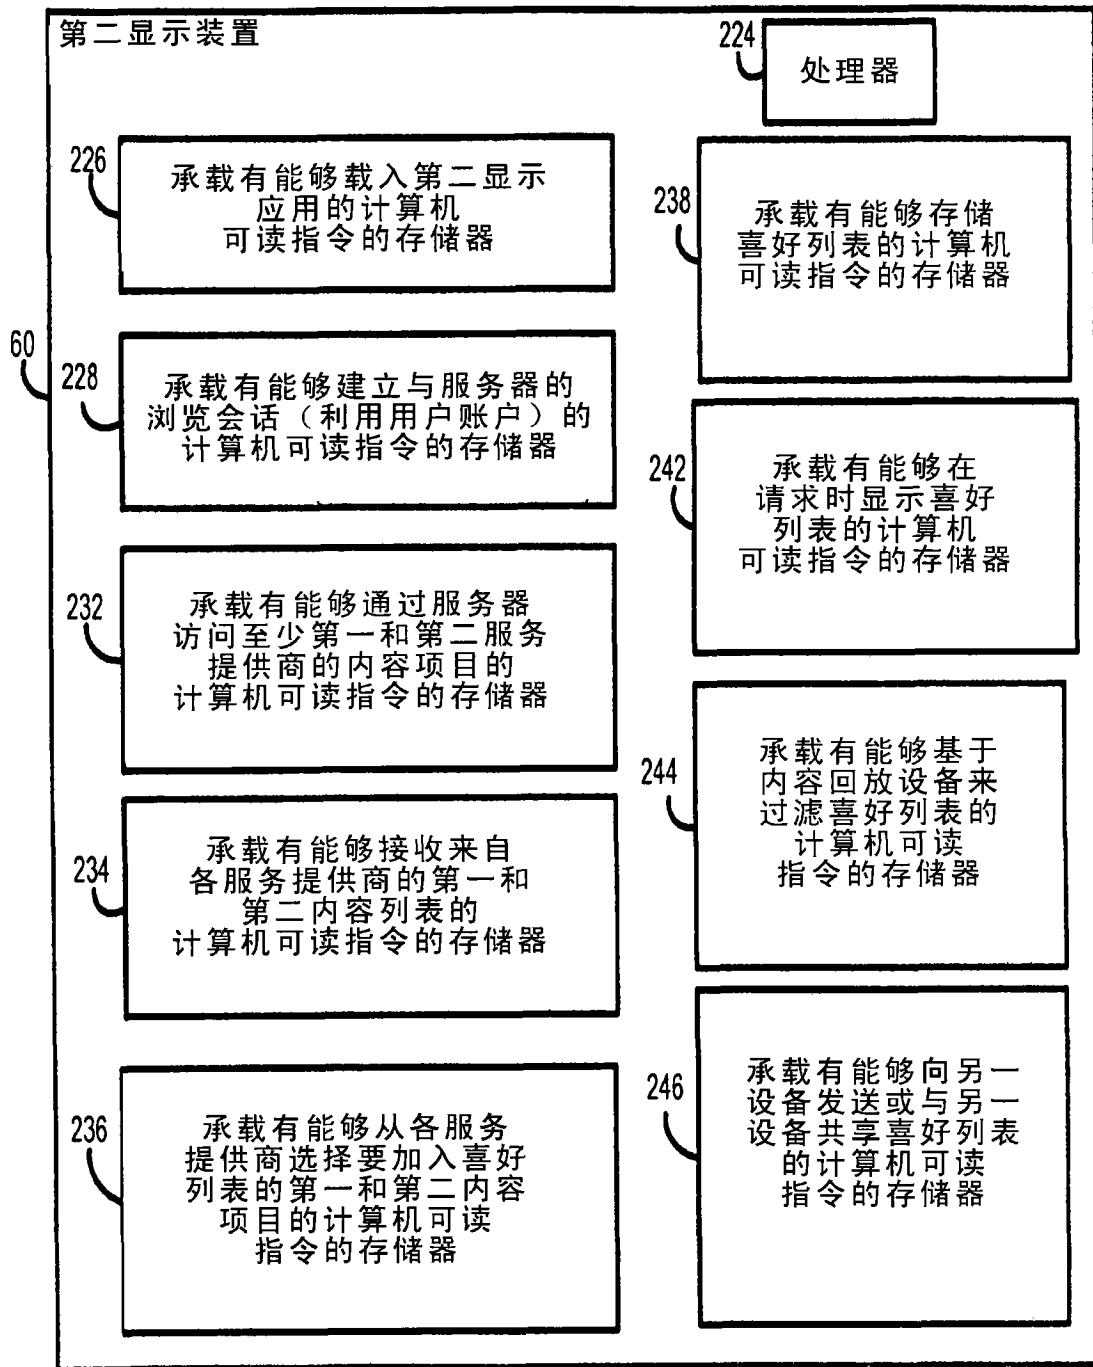 第二显示装置
224
处理器
226
承载有能够载入第二显示
应用的计算机
可读指令的存储器
238
承载有能够存储
喜好列表的计算机
可读指令的存储器
60
228
承载有能够建立与服务器的
浏览会话（利用用户账户）的
计算机可读指令的存储器
242
承载有能够在
请求时显示喜好
列表的计算机
可读指令的存储器
232
承载有能够通过服务器
访问至少第一和第二服务
提供商的内容项目的
计算机可读指令的存储器
244
承载有能够基于
内容回放设备来
过滤喜好列表的
计算机可读
指令的存储器
234
承载有能够接收来自
各服务提供商的第一和
第二内容列表的
计算机可读指令的存储器
246
承载有能够向另一
设备发送或与另一
设备共享喜好列表
的计算机可读
指令的存储器
236
承载有能够从各服务
提供商选择要加入喜好
列表的第一和第二内容
项目的计算机可读
指令的存储器